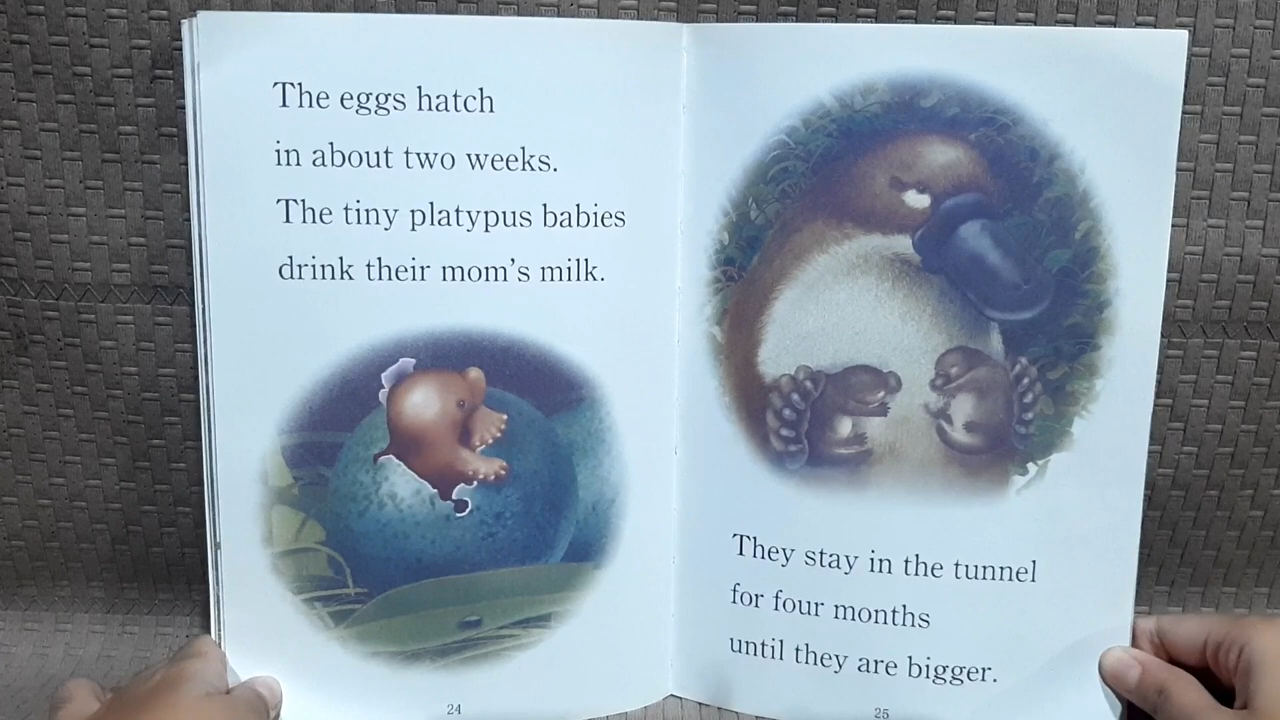 The eggs hatch
in about two weeks.
The tiny platypus babies
drink their mom's milk.
24
They stay in the tunnel
for four months
until they are bigger.
25